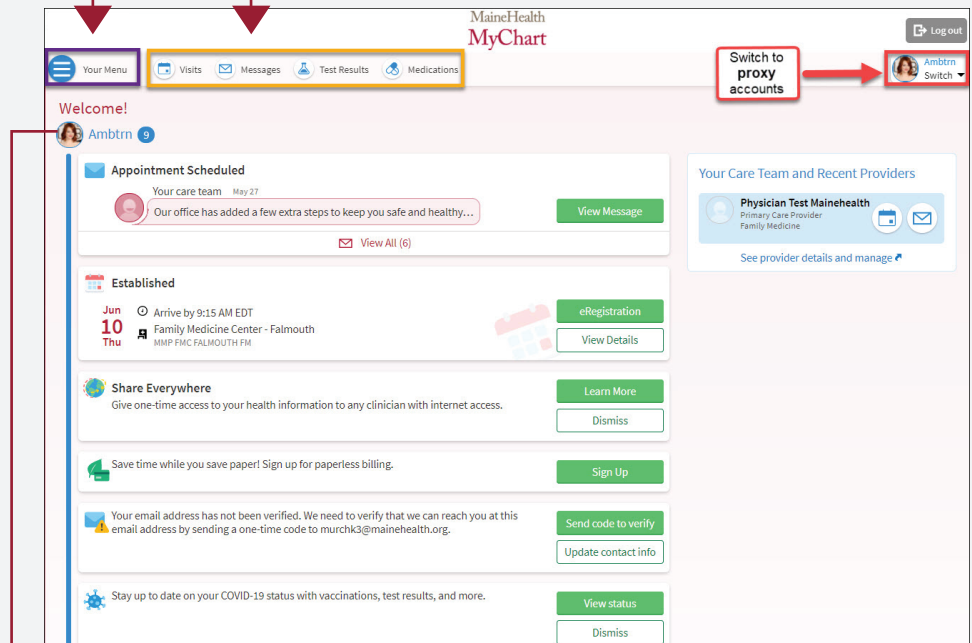 MaineHealth
MyChart
Log out
Your Menu
Visits
Messages
Test Results
Medications
Switch to
proxy
accounts
Ambtrn
Switch
Welcome!
Ambtrn 9
Appointment Scheduled
Your care team May 27
Our office has added a few extra steps to keep you safe and healthy...
View Message
View All (6)
Established
Jun
10
Thu
Arrive by 9:15 AM EDT
Family Medicine Center - Falmouth
MMP FMC FALMOUTH FM
eRegistration
View Details
Share Everywhere
Give one-time access to your health information to any clinician with internet access.
Learn More
Dismiss
Save time while you save paper! Sign up for paperless billing.
Sign Up
Your email address has not been verified. We need to verify that we can reach you at this
email address by sending a one-time code to murchk3@mainehealth.org.
Send code to verify
Update contact info
Stay up to date on your COVID-19 status with vaccinations, test results, and more.
View status
Dismiss
Your Care Team and Recent Providers
Physician Test Mainehealth
Primary Care Provider
Family Medicine
See provider details and manage